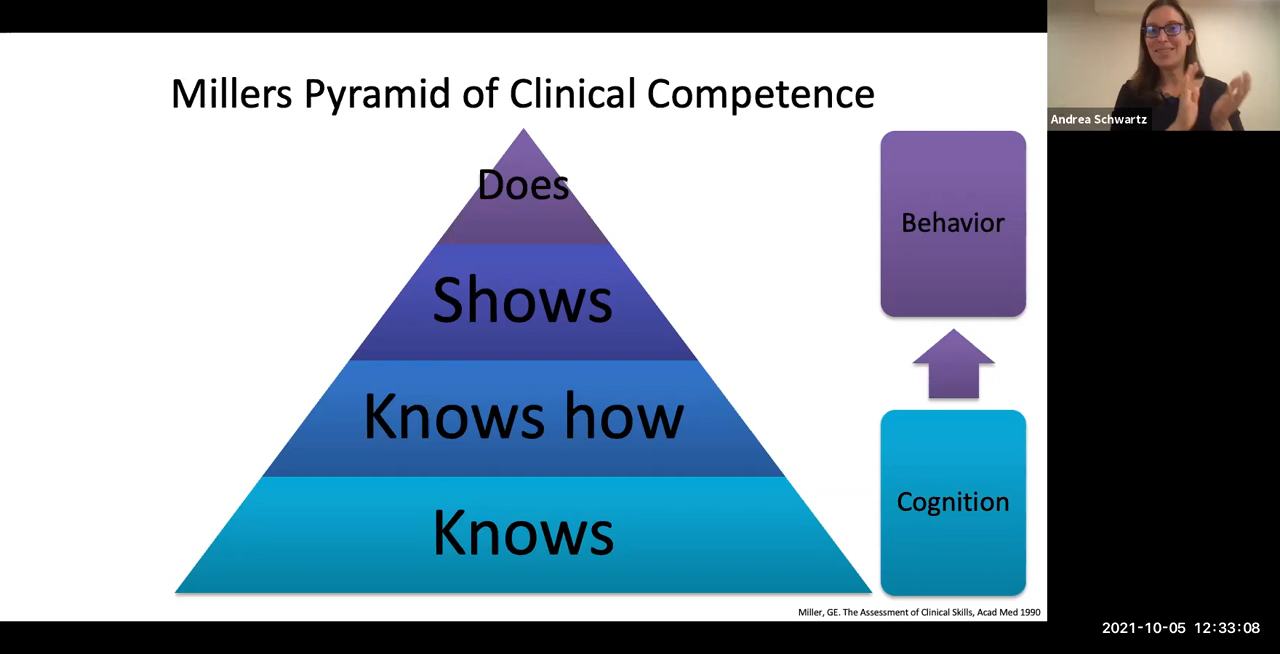 Millers Pyramid of Clinical Competence
Does
Shows
Knows how
Knows
Behavior
Cognition
Miller, GE. The Assessment of Clinical Skills, Acad Med 1990
Andrea Schwartz
2021-10-05 12:33:08